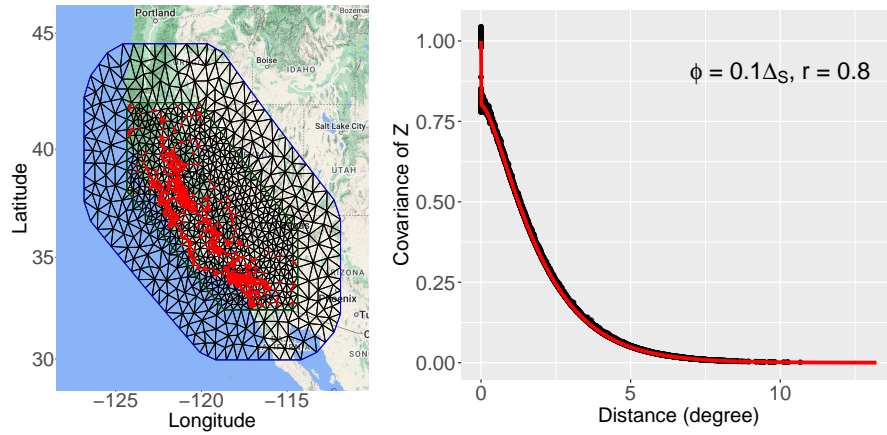 Portland
Bozeman
Boise
IDAHO
Salt Lake City
UTAH
ARIZONA
Phoenix
SON
45
40
35
30
−125
−120
−115
Latitude
Longitude
1.00
0.75
0.50
0.25
0.00
0
5
10
Covariance of Z
Distance (degree)
ϕ = 0.1Δ_S, r = 0.8